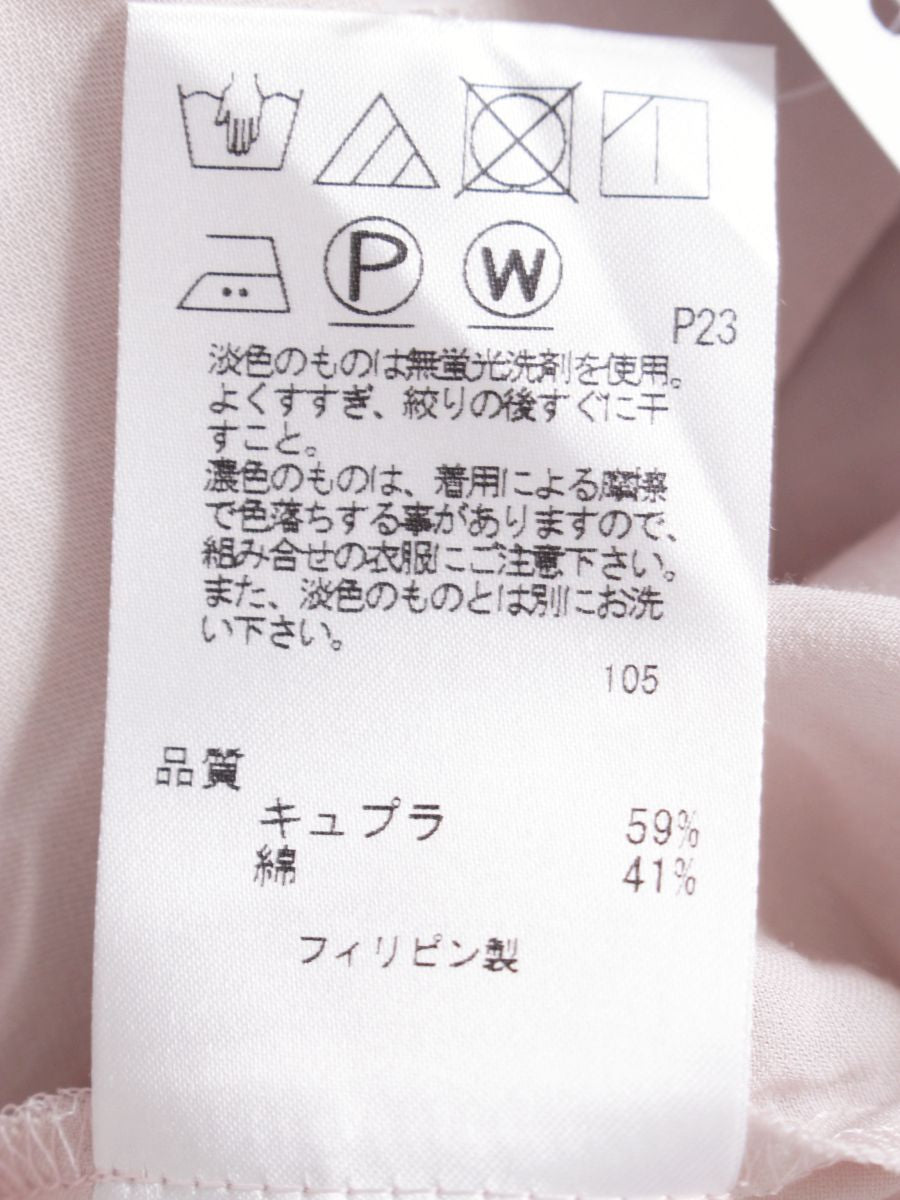 P
W
P23
淡色のものは無蛍光洗剤を使用。
よくすすぎ、絞りの後すぐに干
すこと。
濃色のものは、着用による摩擦
で色落ちする事がありますので、
組み合せの衣服にご注意下さい。
また、淡色のものとは別にお洗
い下さい。
105
品質
キュプラ 59%
綿 41%
フィリピン製